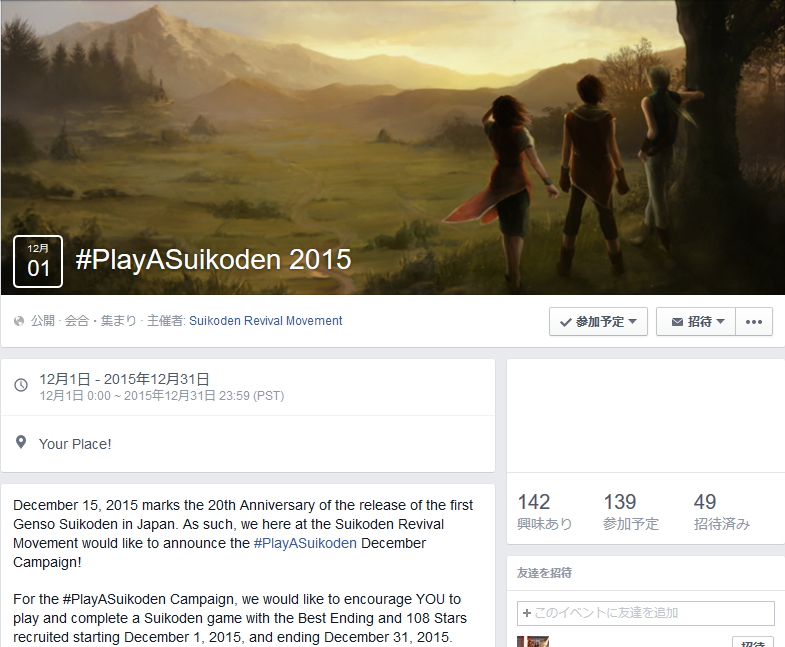 12月
01
#PlayASuikoden 2015
公開 · 会合・集まり · 主催者: Suikoden Revival Movement
参加予定
招待
12月1日 - 2015年12月31日
12月1日 0:00 ~ 2015年12月31日 23:59 (PST)
Your Place!
December 15, 2015 marks the 20th Anniversary of the release of the first
Genso Suikoden in Japan. As such, we here at the Suikoden Revival
Movement would like to announce the #PlayASuikoden December
Campaign!
For the #PlayASuikoden Campaign, we would like to encourage YOU to
play and complete a Suikoden game with the Best Ending and 108 Stars
recruited starting December 1, 2015, and ending December 31, 2015.
142
興味あり
139
参加予定
49
招待済み
友達を招待
+ このイベントに友達を追加
招待